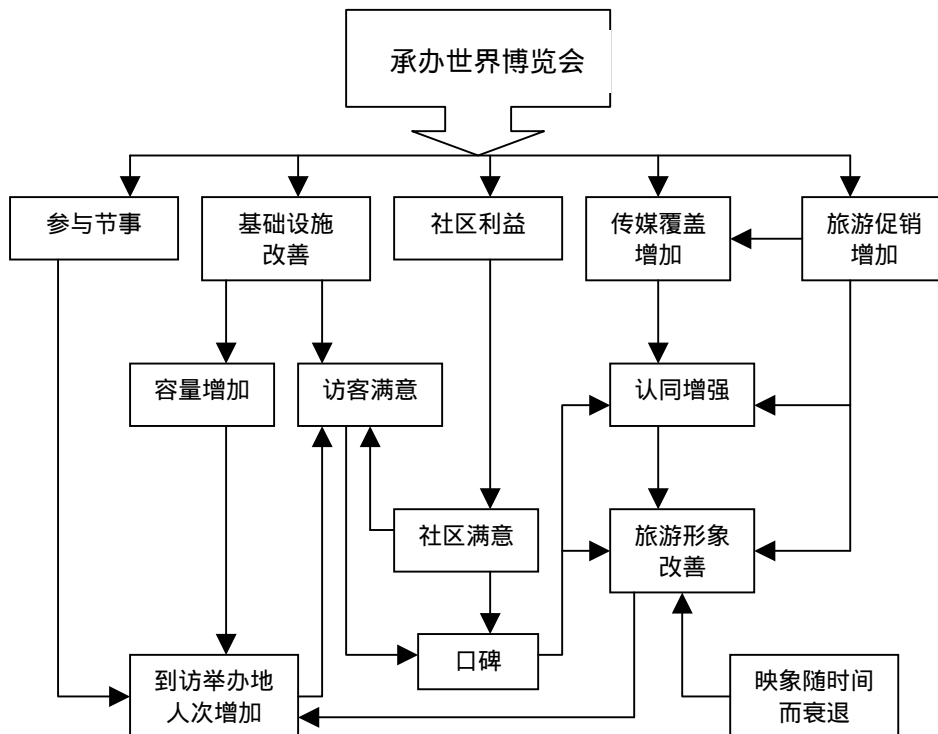 承办世界博览会
参与节事
基础设施
改善
社区利益
传媒覆盖
增加
旅游促销
增加
容量增加
访客满意
认同增强
社区满意
旅游形象
改善
口碑
到访举办地
人次增加
映象随时间
而衰退